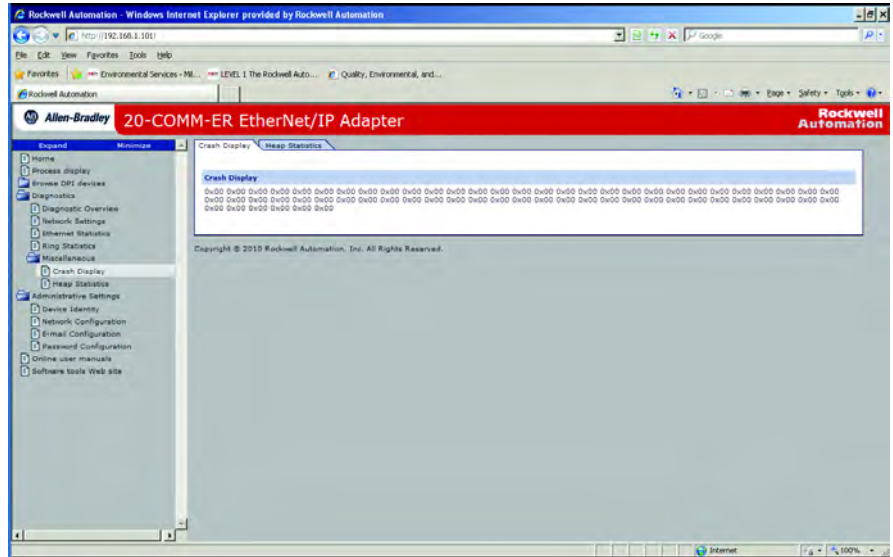 Rockwell Automation - Windows Internet Explorer provided by Rockwell Automation
http://192.168.1.101/
Google
File Edit View Favorites Tools Help
Favorites Environmental Services - Mil... LEVEL 1 The Rockwell Auto... Quality, Environmental, and...
Rockwell Automation
Page Safety Tools
Allen-Bradley 20-COMM-ER EtherNet/IP Adapter Rockwell Automation
Expand Minimize
Home
Process display
Browse DPI devices
Diagnostics
Diagnostic Overview
Network Settings
Ethernet Statistics
Ring Statistics
Miscellaneous
Crash Display
Heap Statistics
Administrative Settings
Device Identity
Network Configuration
E-mail Configuration
Password Configuration
Online user manuals
Software tools Web site
Crash Display Heap Statistics
Crash Display
0x00 0x00 0x00 0x00 0x00 0x00 0x00 0x00 0x00 0x00 0x00 0x00 0x00 0x00 0x00 0x00 0x00 0x00 0x00 0x00 0x00 0x00 0x00 0x00 0x00 0x00 0x00 0x00 0x00
0x00 0x00 0x00 0x00 0x00 0x00 0x00 0x00 0x00 0x00 0x00 0x00 0x00 0x00 0x00 0x00 0x00 0x00 0x00 0x00 0x00 0x00 0x00 0x00 0x00 0x00 0x00 0x00 0x00
0x00 0x00 0x00 0x00 0x00 0x00
Copyright © 2010 Rockwell Automation, Inc. All Rights Reserved.
Internet 100%